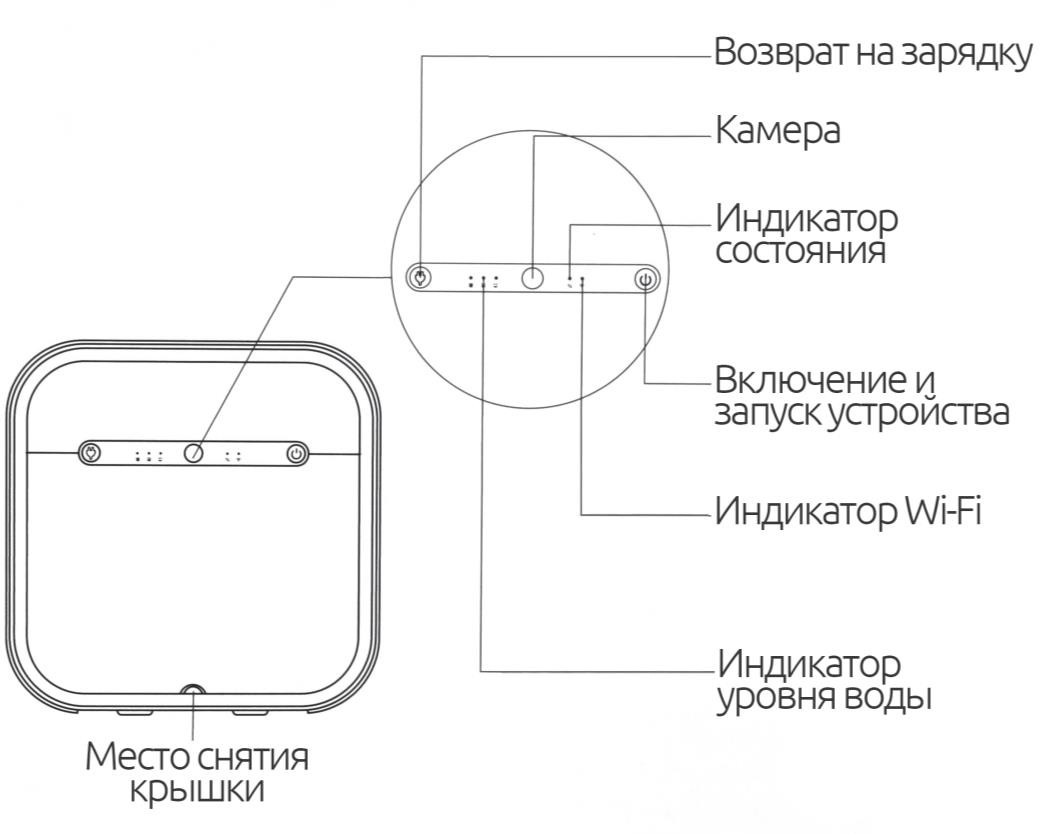 Возврат на зарядку
Камера
Индикатор
состояния
Включение и
запуск устройства
Индикатор Wi-Fi
Индикатор
уровня воды
Место снятия
крышки